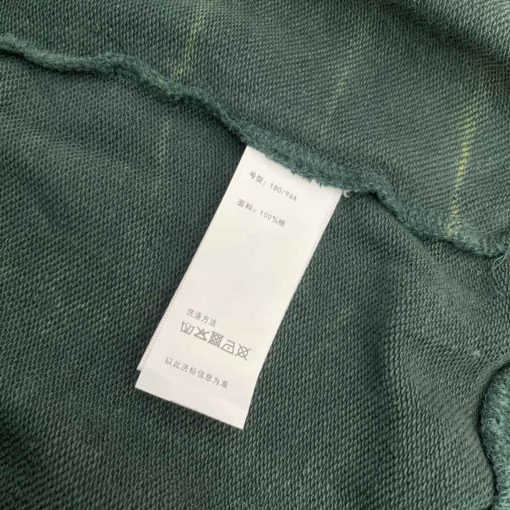 号型：180/96A
面料：100%棉
洗涤方法
以此洗标信息为准